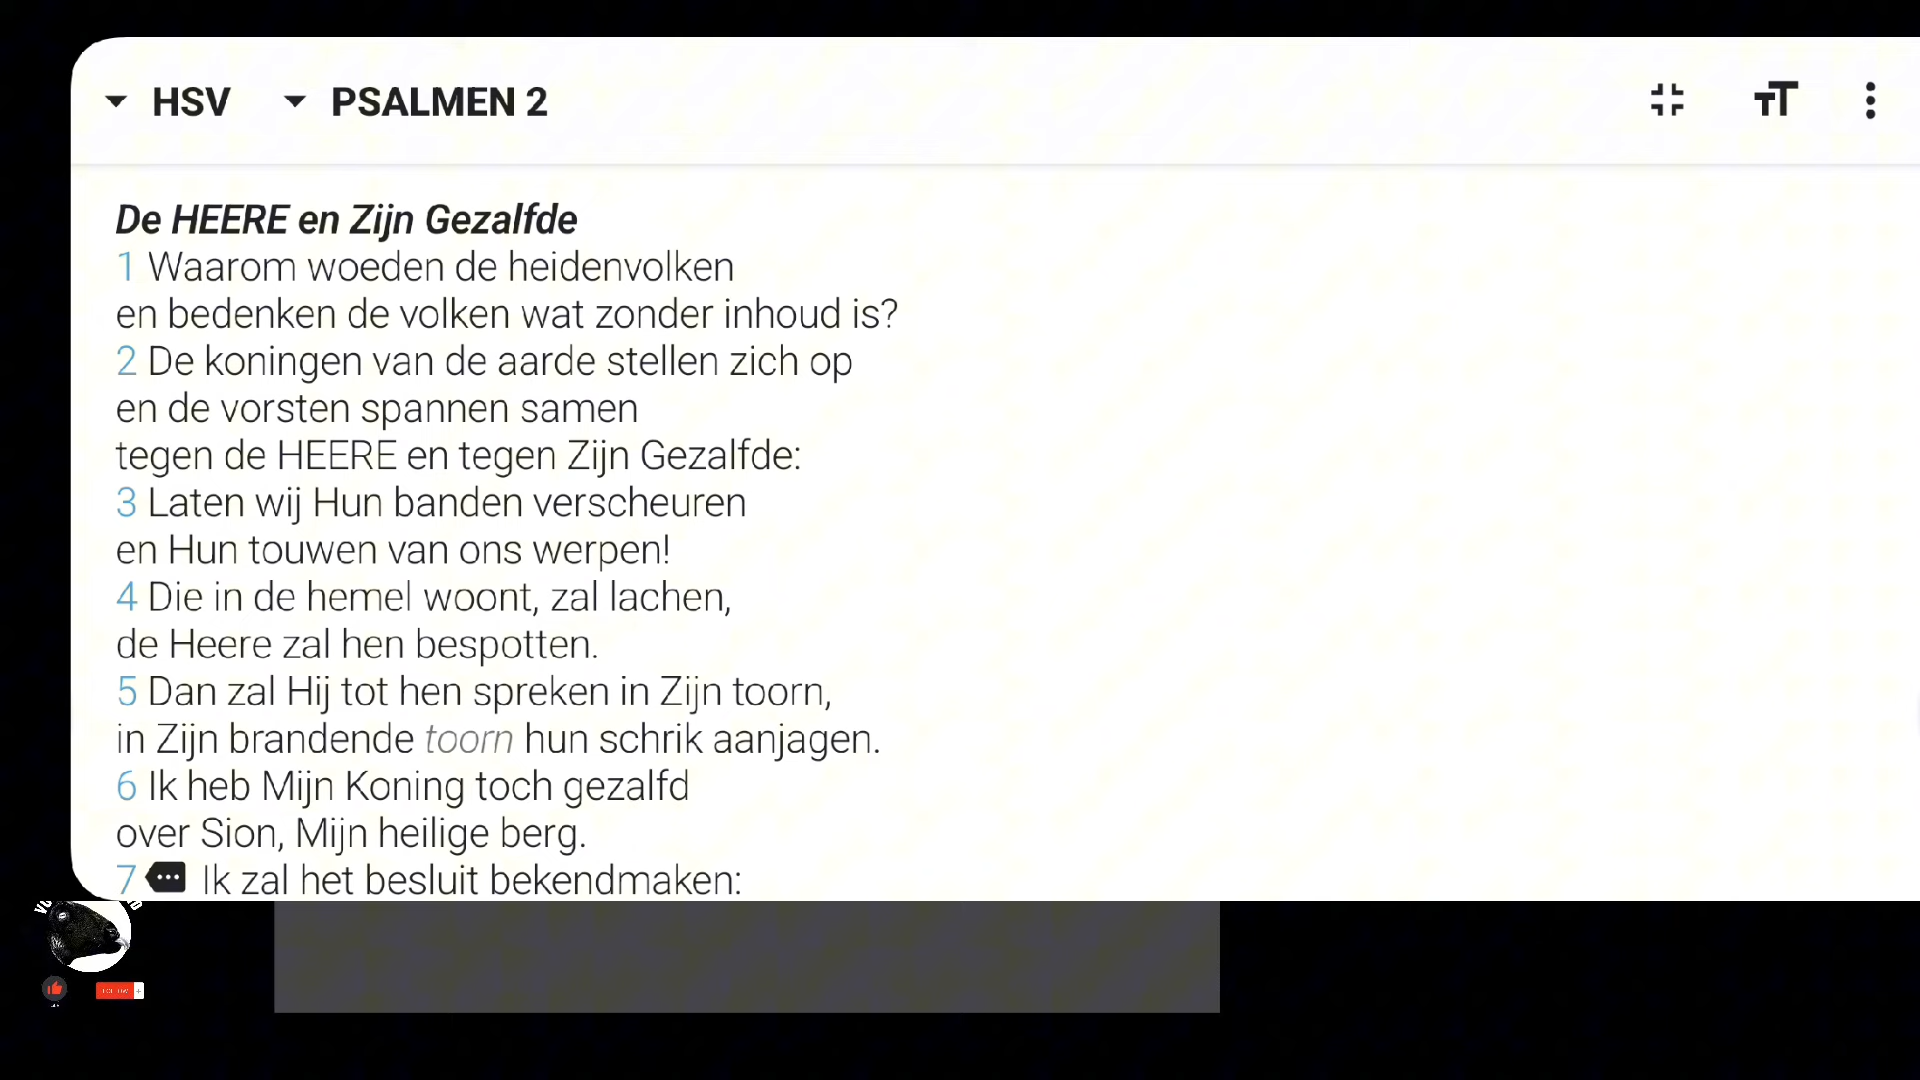 HSV PSALMEN 2
De HEERE en Zijn Gezalfde
1 Waarom woeden de heidenvolken
en bedenken de volken wat zonder inhoud is?
2 De koningen van de aarde stellen zich op
en de vorsten spannen samen
tegen de HEERE en tegen Zijn Gezalfde:
3 Laten wij Hun banden verscheuren
en Hun touwen van ons werpen!
4 Die in de hemel woont, zal lachen,
de Heere zal hen bespotten.
5 Dan zal Hij tot hen spreken in Zijn toorn,
in Zijn brandende toorn hun schrik aanjagen.
6 Ik heb Mijn Koning toch gezalfd
over Sion, Mijn heilige berg.
7 Ik zal het besluit bekendmaken:
FOLLOW